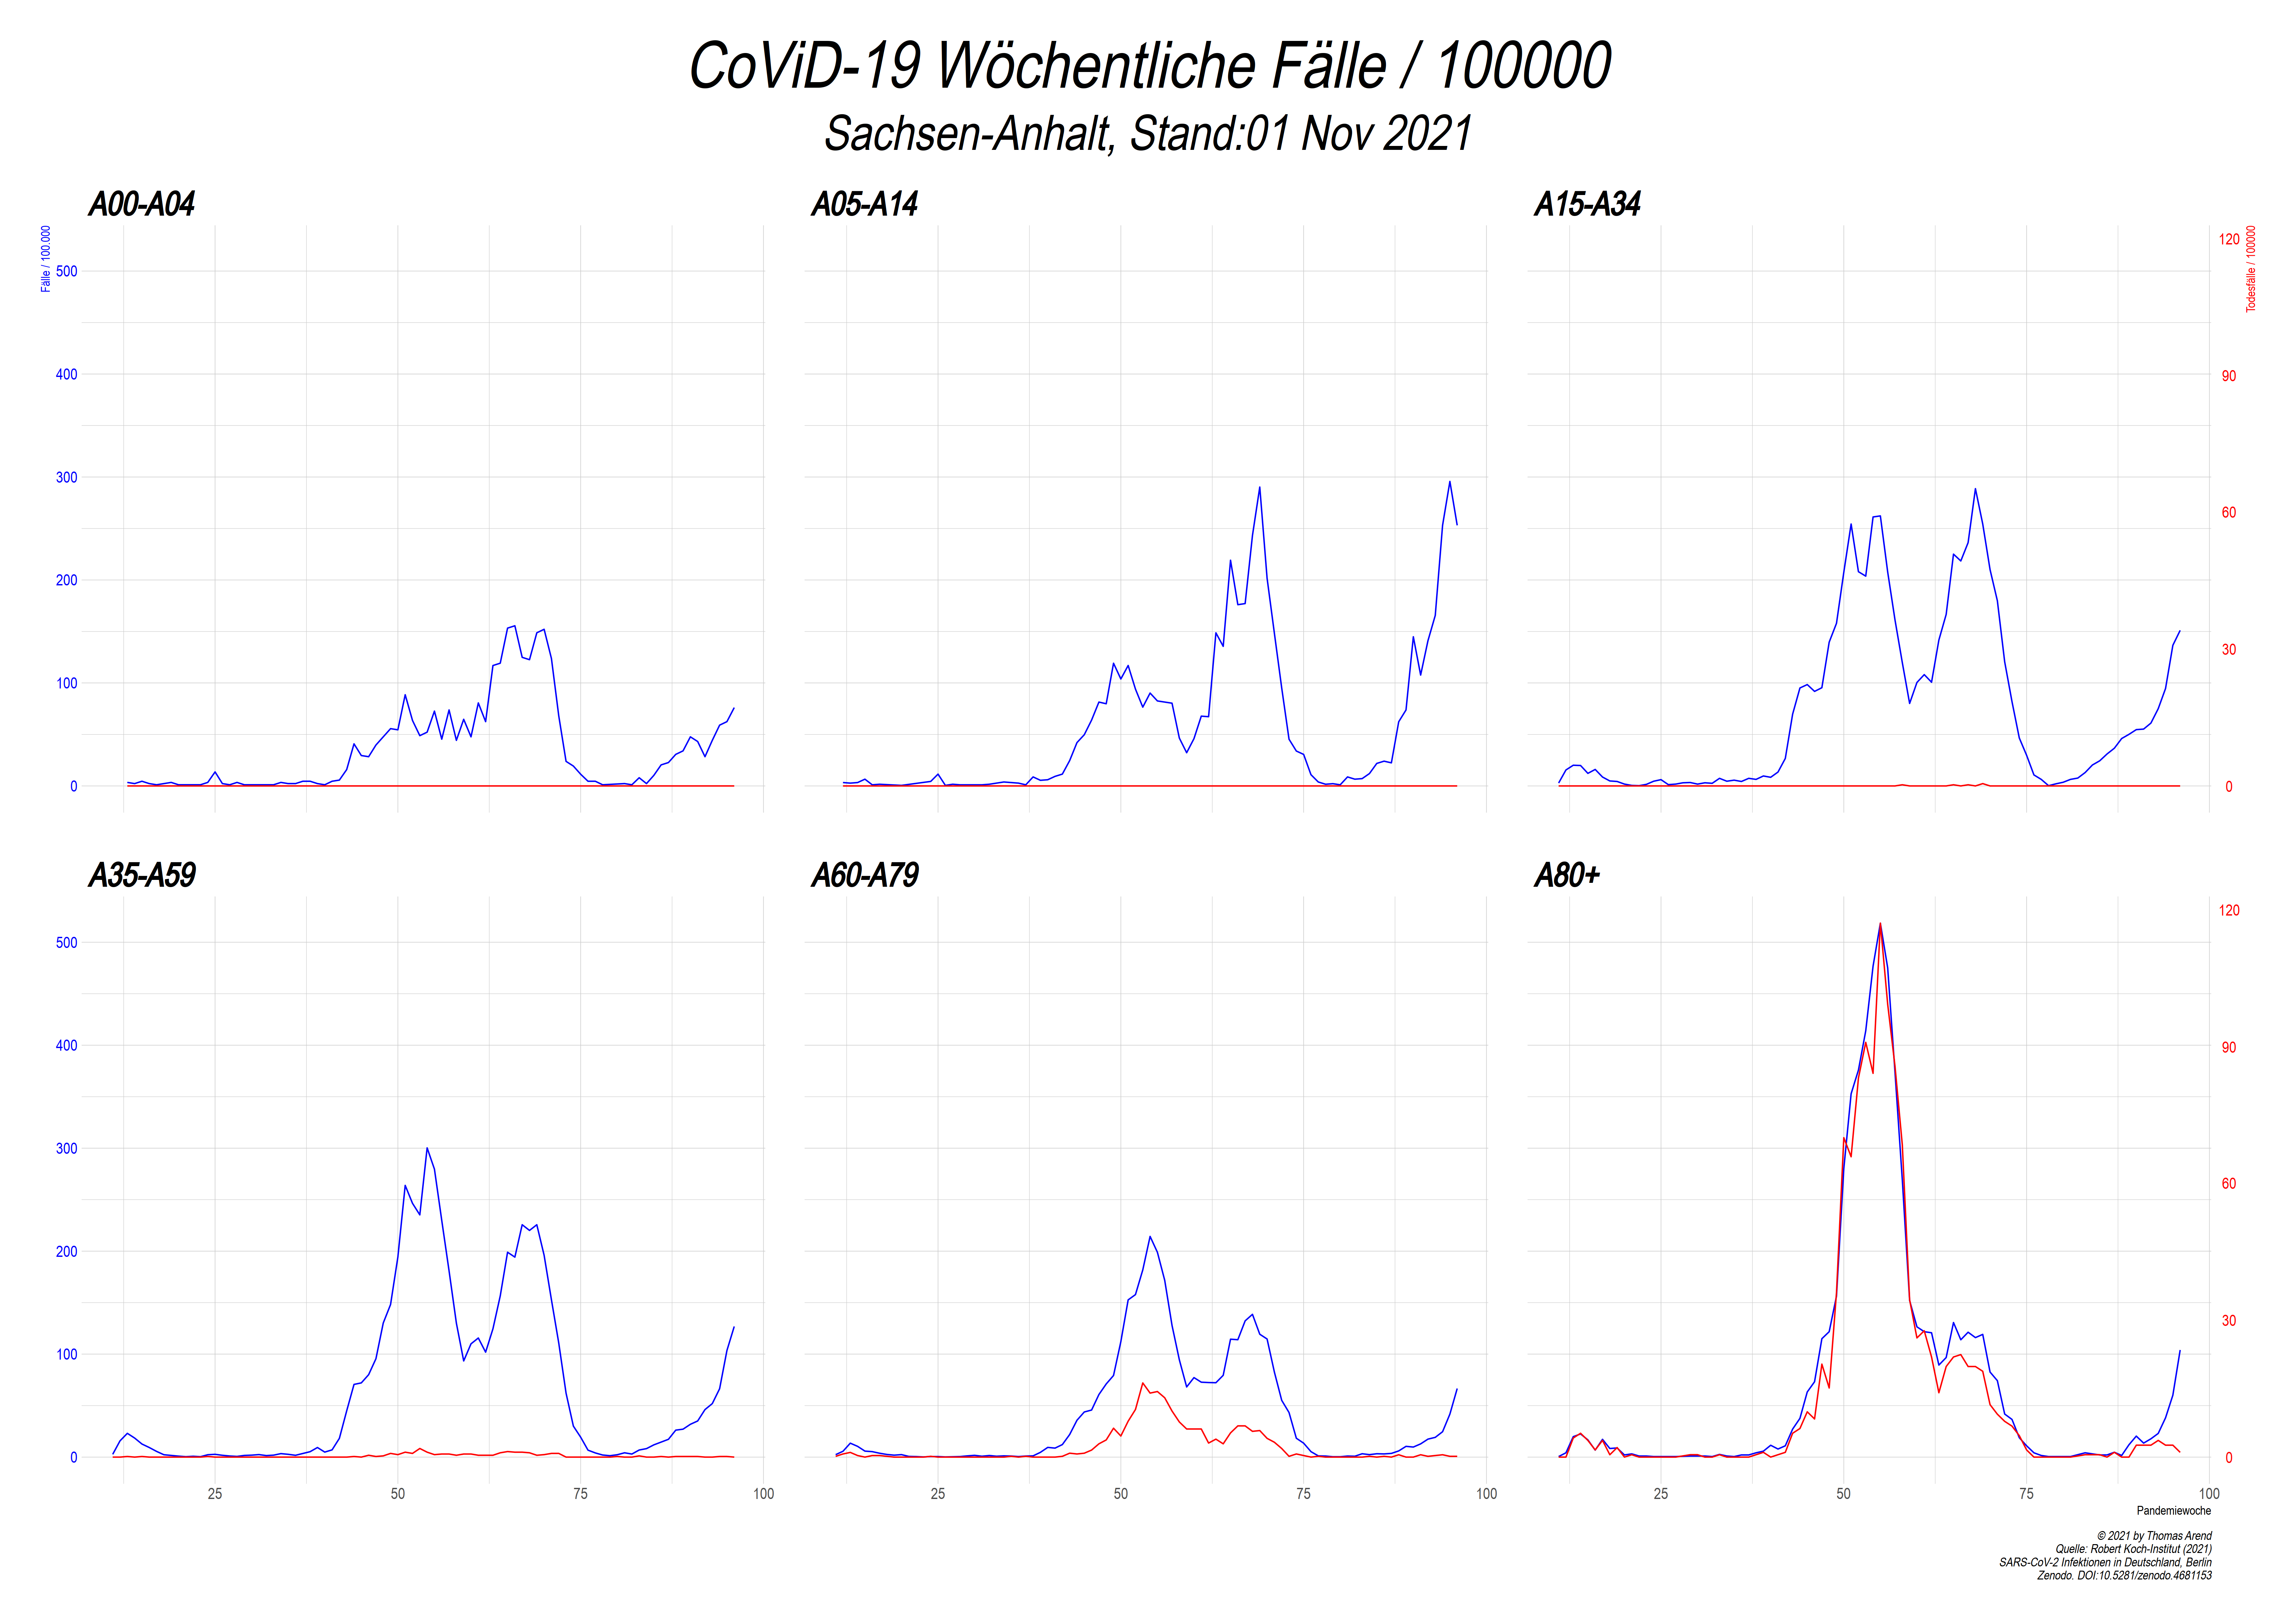 CoViD-19 Wöchentliche Fälle / 100000
Sachsen-Anhalt, Stand:01 Nov 2021
A00-A04
A05-A14
A15-A34
Fälle / 100.000
500
400
300
200
100
0
Todesfälle / 100000
120
90
60
30
0
A35-A59
A60-A79
A80+
500
400
300
200
100
0
120
90
60
30
0
25 50 75 100
25 50 75 100
25 50 75 100
Pandemiewoche
© 2021 by Thomas Arend
Quelle: Robert Koch-Institut (2021)
SARS-CoV-2 Infektionen in Deutschland, Berlin
Zenodo. DOI:10.5281/zenodo.4681153